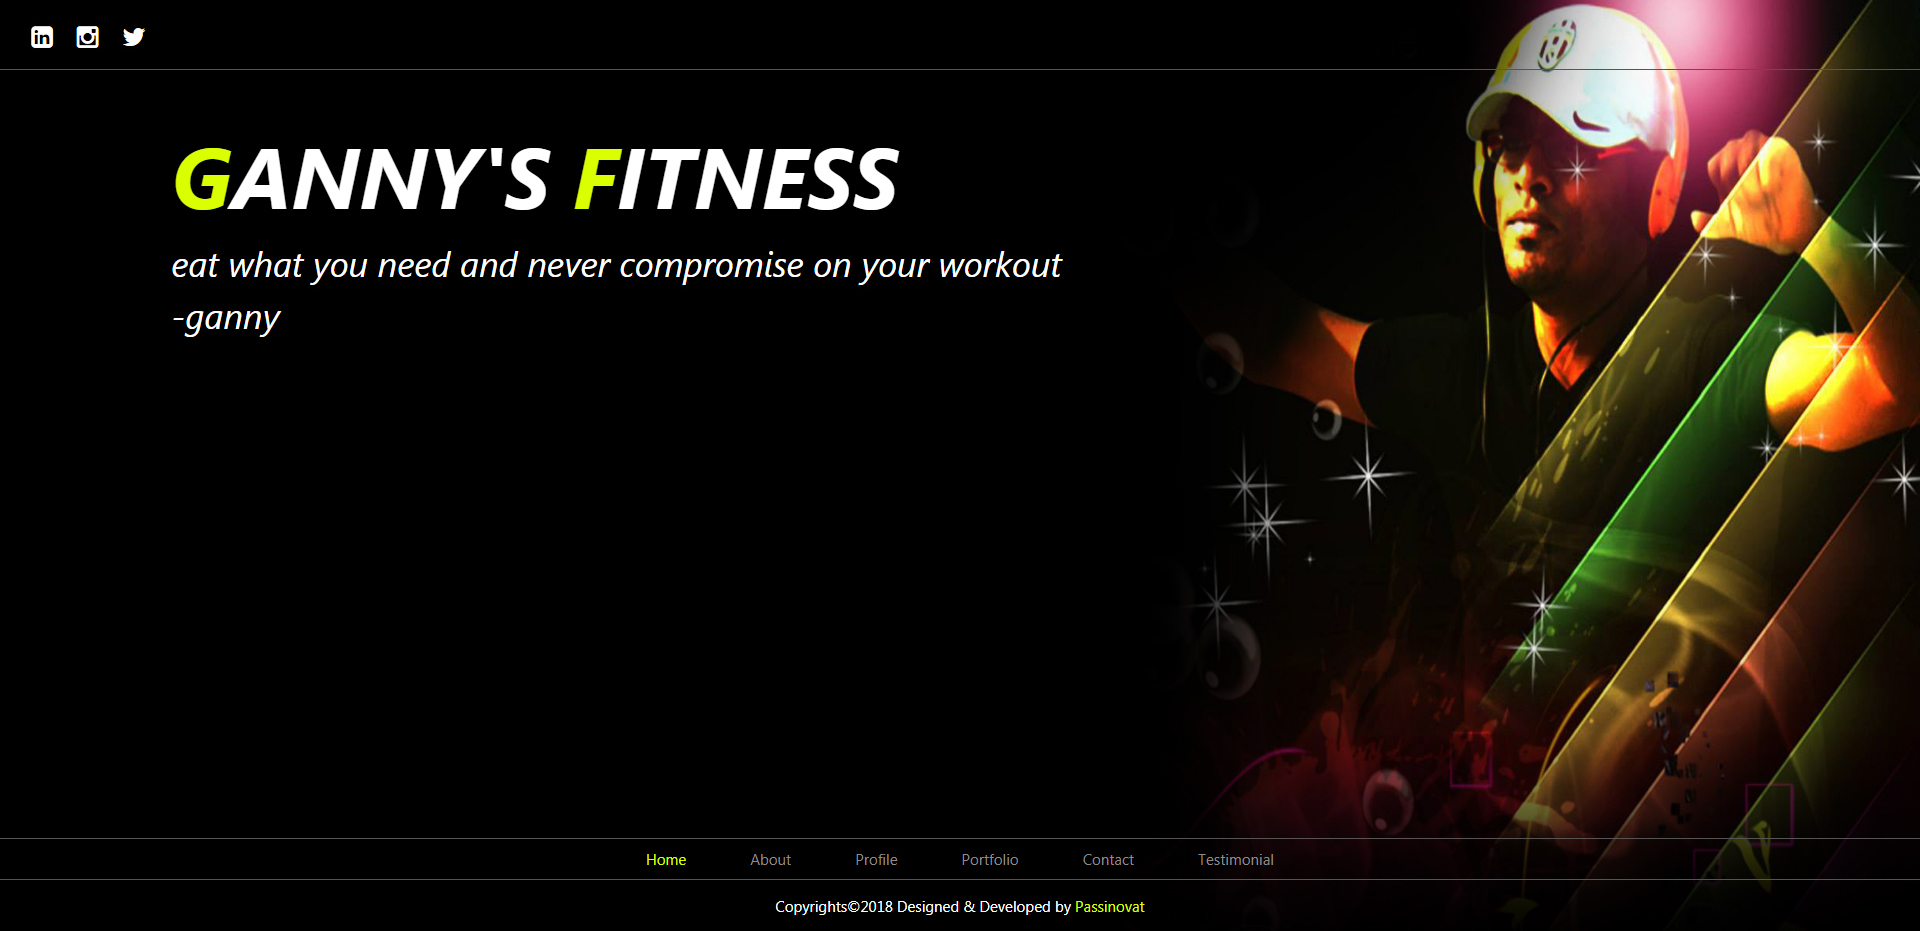 GANNY'S FITNESS
eat what you need and never compromise on your workout
-ganny
Home About Profile Portfolio Contact Testimonial
Copyrights©2018 Designed & Developed by Passinovat